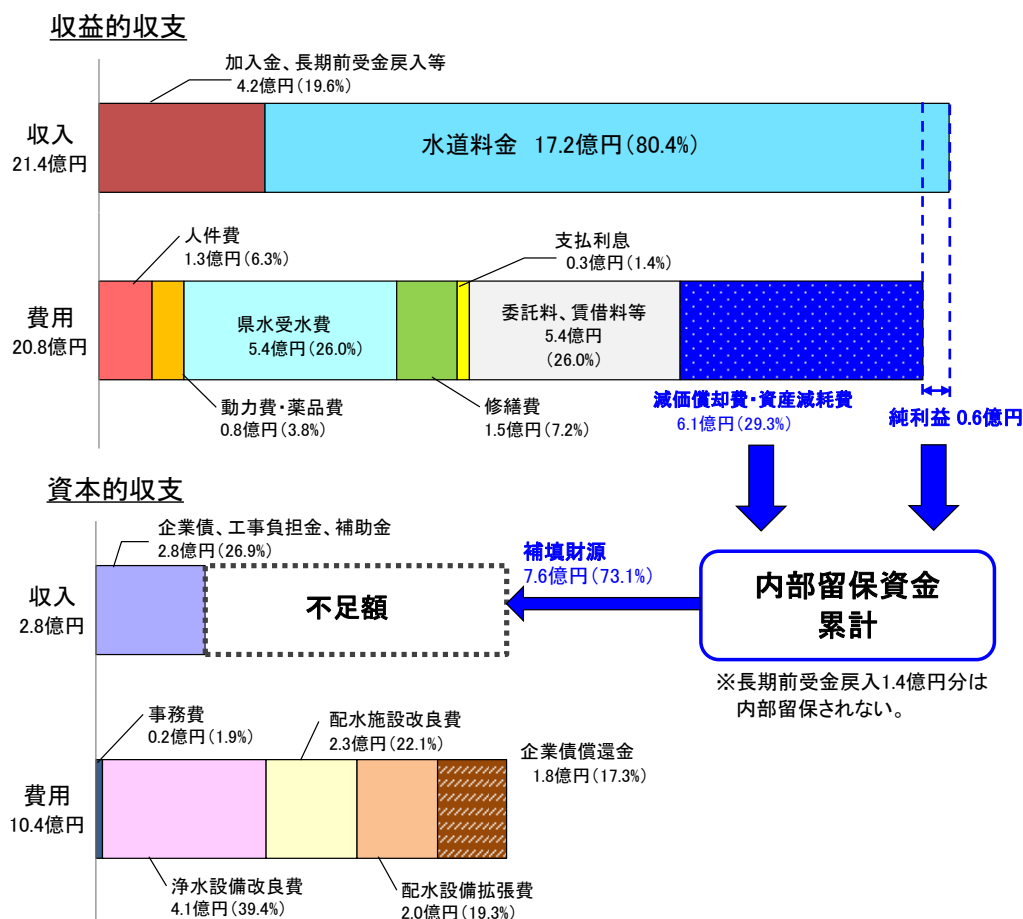 収益的収支
加入金、長期前受金戻入等
4.2億円(19.6%)
収入
21.4億円
水道料金 17.2億円(80.4%)
人件費
1.3億円(6.3%)
支払利息
0.3億円(1.4%)
費用
20.8億円
県水受水費
5.4億円(26.0%)
委託料、賃借料等
5.4億円
(26.0%)
動力費・薬品費
0.8億円(3.8%)
修繕費
1.5億円(7.2%)
減価償却費・資産減耗費
6.1億円(29.3%)
純利益 0.6億円
資本的収支
企業債、工事負担金、補助金
2.8億円(26.9%)
収入
2.8億円
不足額
補填財源
7.6億円(73.1%)
内部留保資金
累計
※長期前受金戻入1.4億円分は
内部留保されない。
事務費
0.2億円(1.9%)
配水施設改良費
2.3億円(22.1%)
企業債償還金
1.8億円(17.3%)
費用
10.4億円
浄水設備改良費
4.1億円(39.4%)
配水設備拡張費
2.0億円(19.3%)